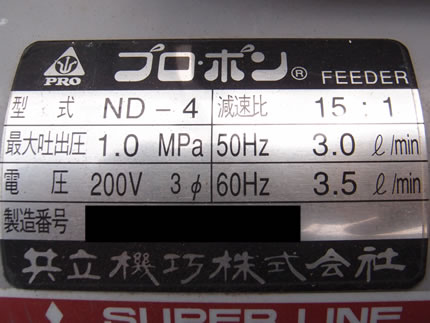 PRO プロ・ポン® FEEDER
型式 ND-4 減速比 15:1
最大吐出圧 1.0 MPa 50Hz 3.0 ℓ/min
電圧 200V 3φ 60Hz 3.5 ℓ/min
製造番号
共立機巧株式会社
SUPER LINE